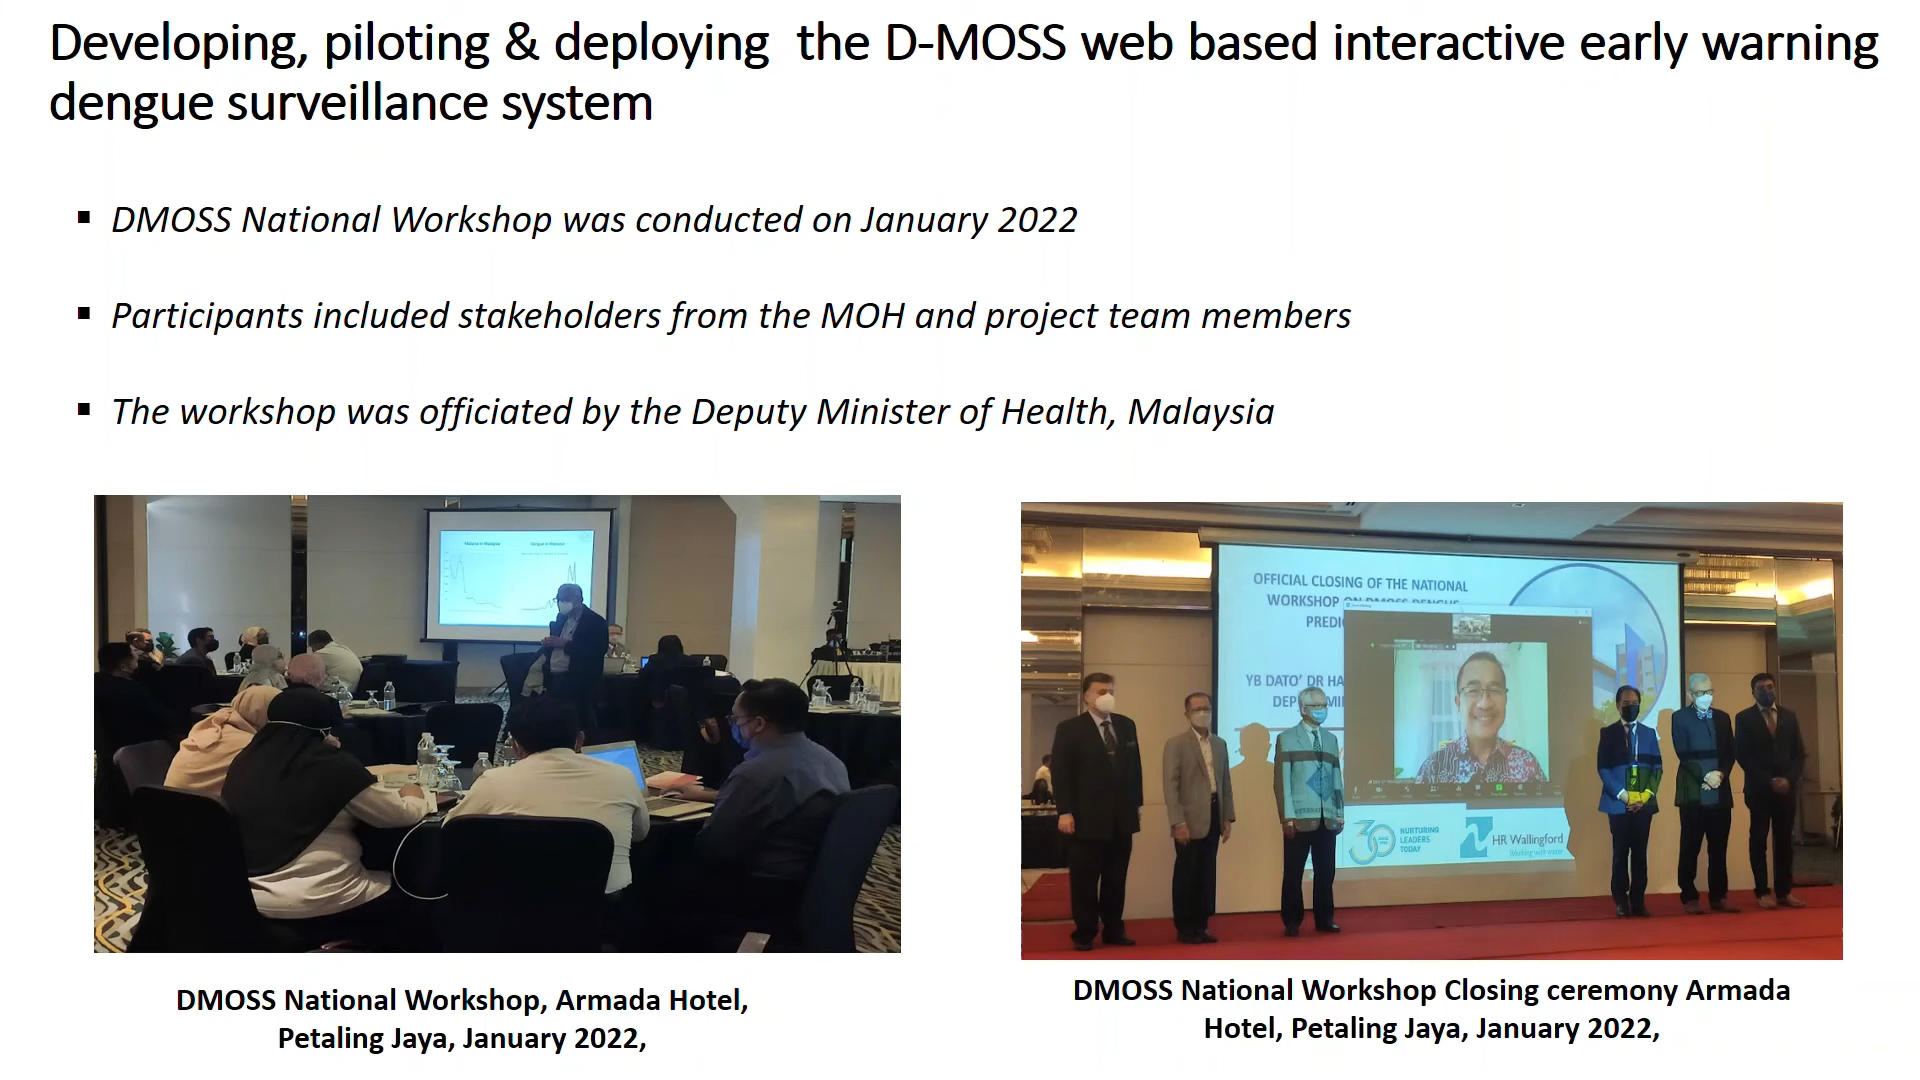 Developing, piloting & deploying  the D-MOSS web based interactive early warning
dengue surveillance system
▪ DMOSS National Workshop was conducted on January 2022
▪ Participants included stakeholders from the MOH and project team members
▪ The workshop was officiated by the Deputy Minister of Health, Malaysia
OFFICIAL CLOSING OF THE NATIONAL
WORKSHOP ON DMOSS DENGUE
YB DATO’ DR
30
NURTURING
LEADERS
TODAY
HR Wallingford
Working with water
DMOSS National Workshop, Armada Hotel,
Petaling Jaya, January 2022,
DMOSS National Workshop Closing ceremony Armada
Hotel, Petaling Jaya, January 2022,